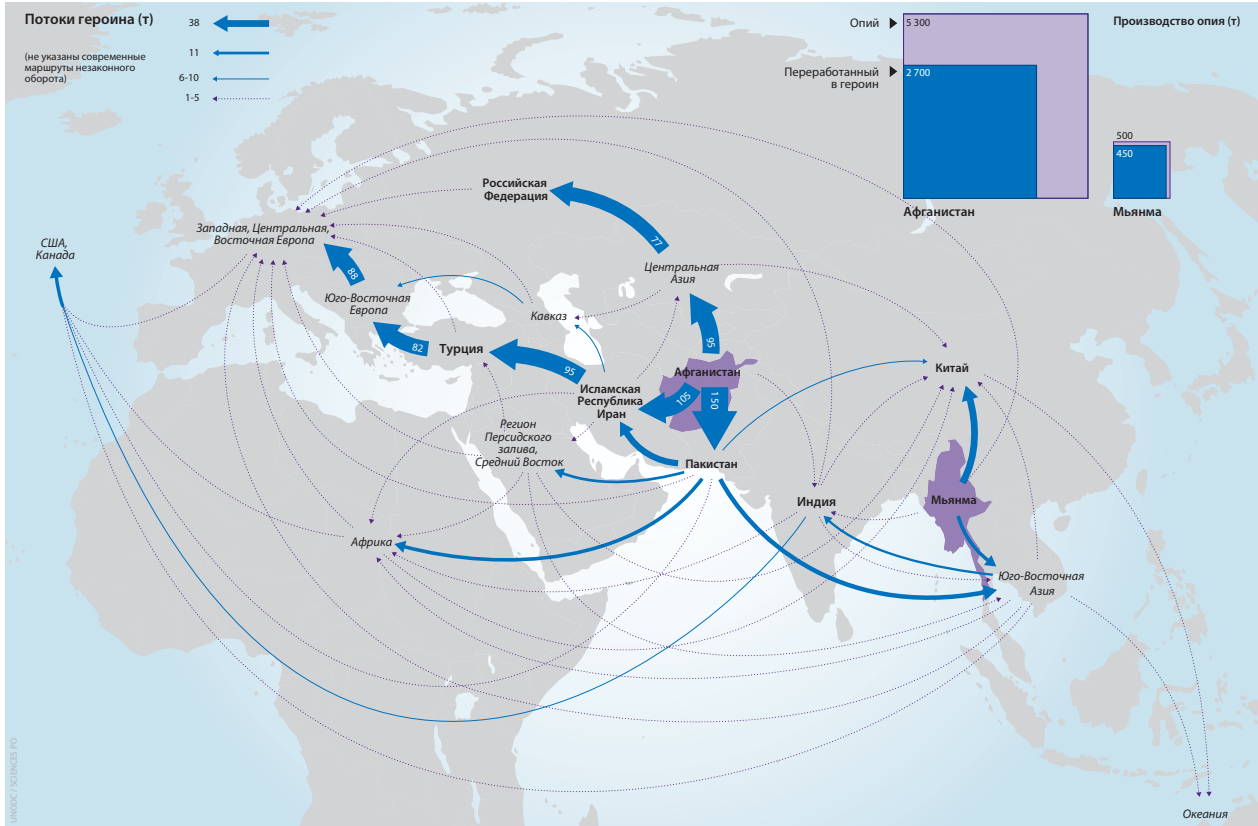 Потоки героина (т)
38
11
(не указаны современные
маршруты незаконного
оборота)
6-10
1-5
Опий
5 300
Производство опия (т)
Переработанный
в героин
2 700
500
450
Афганистан
Мьянма
Российская
Федерация
Западная, Центральная,
Восточная Европа
США,
Канада
77
Центральная
Азия
88
Юго-Восточная
Европа
Кавказ
95
82
Турция
95
Афганистан
Китай
Исламская
Республика
Иран
105
150
Регион
Персидского
залива,
Средний Восток
Пакистан
Индия
Мьянма
Африка
Юго-Восточная
Азия
Океания
UNODC / SCIENCES PO